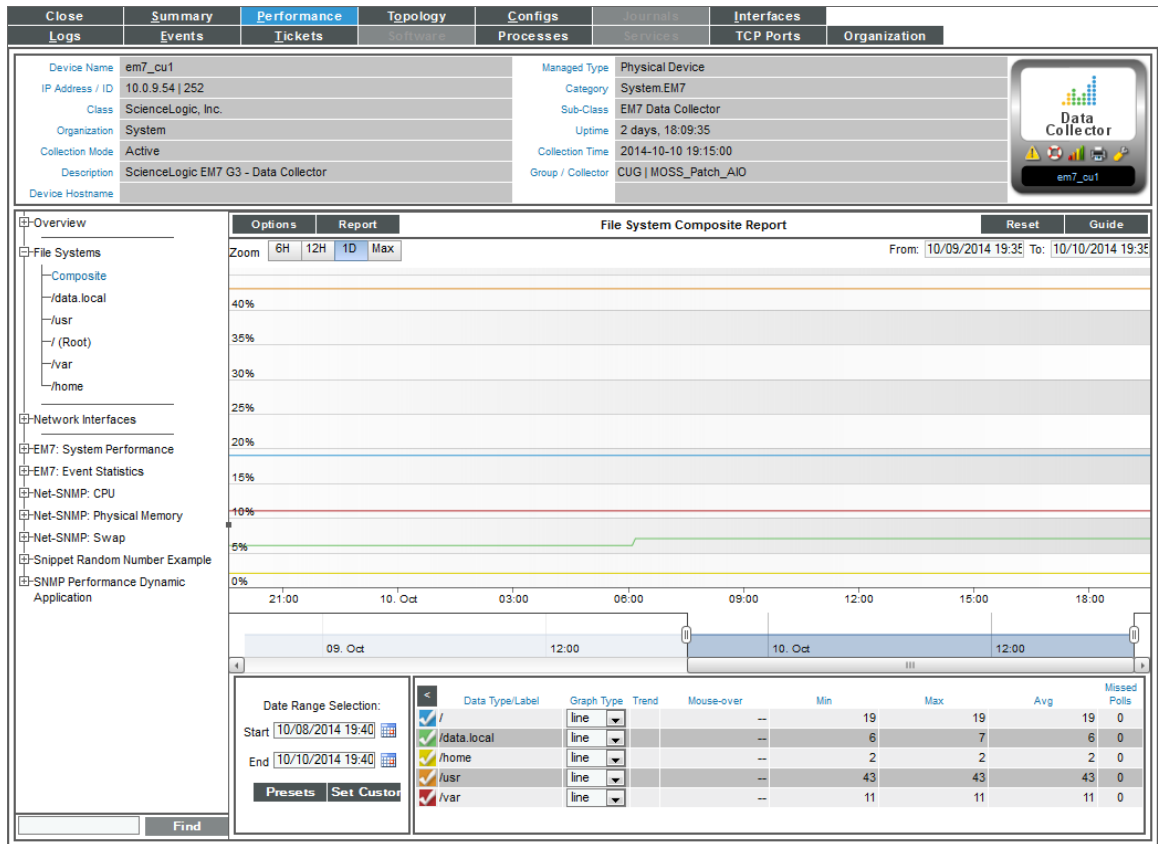 Close Summary Performance Topology Configs Journals Interfaces
Logs Events Tickets Software Processes Services TCP Ports Organization
Device Name em7_cu1 Managed Type Physical Device
IP Address / ID 10.0.9.54 | 252 Category System.EM7
Class ScienceLogic, Inc. Sub-Class EM7 Data Collector
Organization System Uptime 2 days, 18:09:35
Collection Mode Active Collection Time 2014-10-10 19:15:00
Description ScienceLogic EM7 G3 - Data Collector Group / Collector CUG | MOSS_Patch_AIO
Device Hostname
Data
Collector
em7_cu1
Overview
File Systems
Composite
/data.local
/usr
/ (Root)
/var
/home
Network Interfaces
EM7: System Performance
EM7: Event Statistics
Net-SNMP: CPU
Net-SNMP: Physical Memory
Net-SNMP: Swap
Snippet Random Number Example
SNMP Performance Dynamic
Application
Find
Options Report File System Composite Report Reset Guide
Zoom 6H 12H 1D Max From: 10/09/2014 19:35 To: 10/10/2014 19:35
40%
35%
30%
25%
20%
15%
10%
5%
0%
21:00 10. Oct 03:00 06:00 09:00 12:00 15:00 18:00
09. Oct 12:00 10. Oct 12:00
Date Range Selection:
Start 10/08/2014 19:40
End 10/10/2014 19:40
Presets Set Custor
< Data Type/Label Graph Type Trend Mouse-over Min Max Avg Missed Polls
/ line -- 19 19 19 0
/data.local line -- 6 7 6 0
/home line -- 2 2 2 0
/usr line -- 43 43 43 0
/var line -- 11 11 11 0